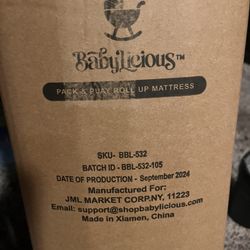 BabyLicious™
PACK & PLAY ROLL UP MATTRESS
SKU- BBL-532
BATCH ID - BBL-532-105
DATE OF PRODUCTION - September 2024
Manufactured For:
JML MARKET CORP.NY, 11223
Email: support@shopbabylicious.com
Made in Xiamen, China